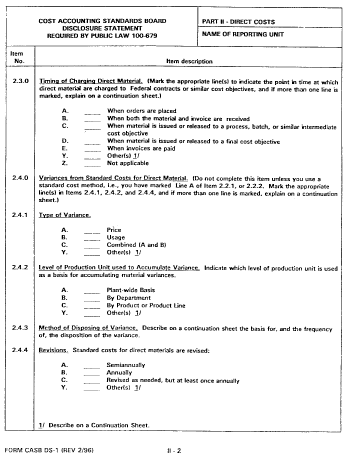 COST ACCOUNTING STANDARDS BOARD
DISCLOSURE STATEMENT
REQUIRED BY PUBLIC LAW 100-679
PART II - DIRECT COSTS
NAME OF REPORTING UNIT
Item
No.
Item description
2.3.0 Timing of Charging Direct Material. (Mark the appropriate line(s) to indicate the point in time at which
direct material are charged to Federal contracts or similar cost objectives, and if more than one line is
marked, explain on a continuation sheet.)
A. ____ When orders are placed
B. ____ When both the material and invoice are received
C. ____ When material is issued or released to a process, batch, or similar intermediate
cost objective
D. ____ When material is issued or released to a final cost objective
E. ____ When invoices are paid
Y. ____ Other(s) 1/
Z. ____ Not applicable
2.4.0 Variances from Standard Costs for Direct Material. (Do not complete this item unless you use a
standard cost method, i.e., you have marked Line A of Item 2.2.1, or 2.2.2. Mark the appropriate
line(s) in Items 2.4.1, 2.4.2, and 2.4.4, and if more than one line is marked, explain on a continuation
sheet.)
2.4.1 Type of Variance.
A. ____ Price
B. ____ Usage
C. ____ Combined (A and B)
Y. ____ Other(s) 1/
2.4.2 Level of Production Unit used to Accumulate Variance. Indicate which level of production unit is used
as a basis for accumulating material variances.
A. ____ Plant-wide Basis
B. ____ By Department
C. ____ By Product or Product Line
Y. ____ Other(s) 1/
2.4.3 Method of Disposing of Variance. Describe on a continuation sheet the basis for, and the frequency
of, the disposition of the variance.
2.4.4 Revisions. Standard costs for direct materials are revised:
A. ____ Semiannually
B. ____ Annually
C. ____ Revised as needed, but at least once annually
Y. ____ Other(s) 1/
1/ Describe on a Continuation Sheet.
FORM CASB DS-1 (REV 2/96)
II - 2